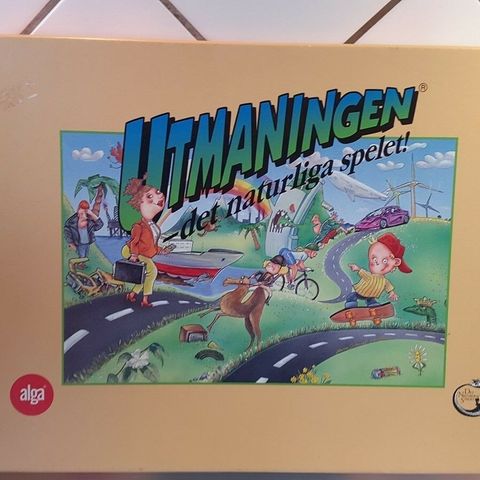 UTMANINGEN®
—det naturliga spelet!
alga®